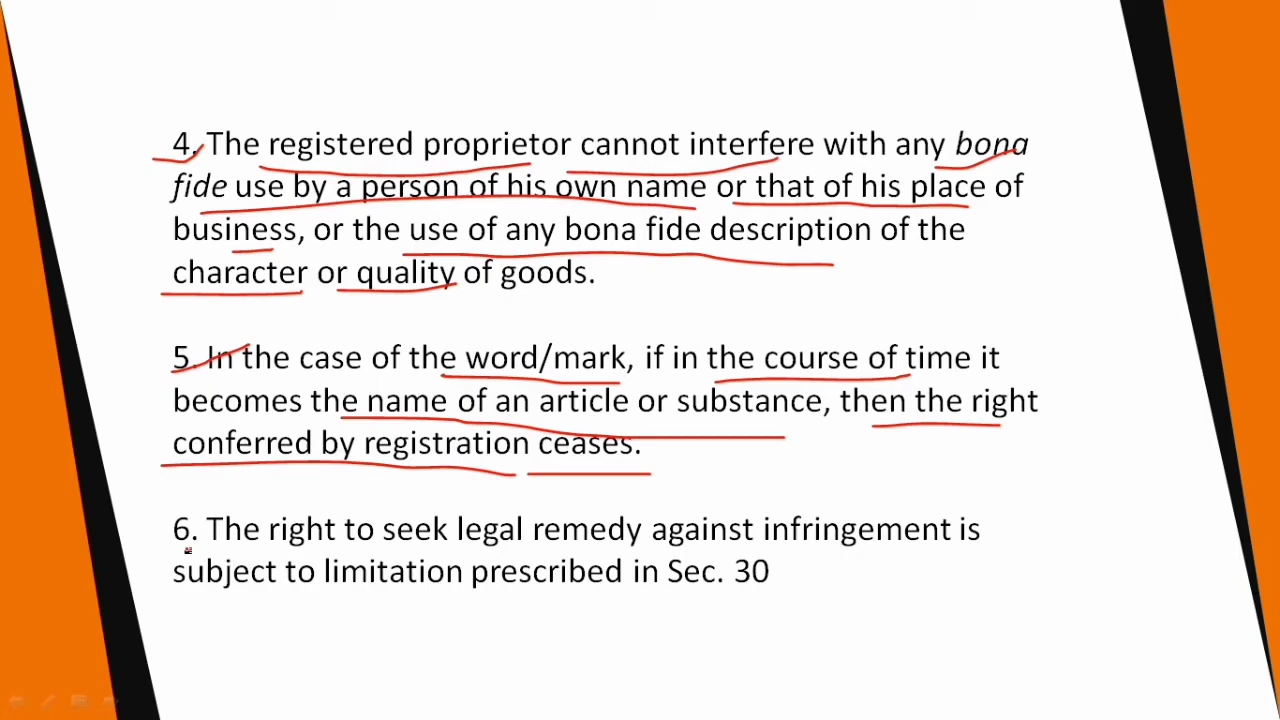 4. The registered proprietor cannot interfere with any bona
fide use by a person of his own name or that of his place of
business, or the use of any bona fide description of the
character or quality of goods.
5. In the case of the word/mark, if in the course of time it
becomes the name of an article or substance, then the right
conferred by registration ceases.
6. The right to seek legal remedy against infringement is
subject to limitation prescribed in Sec. 30